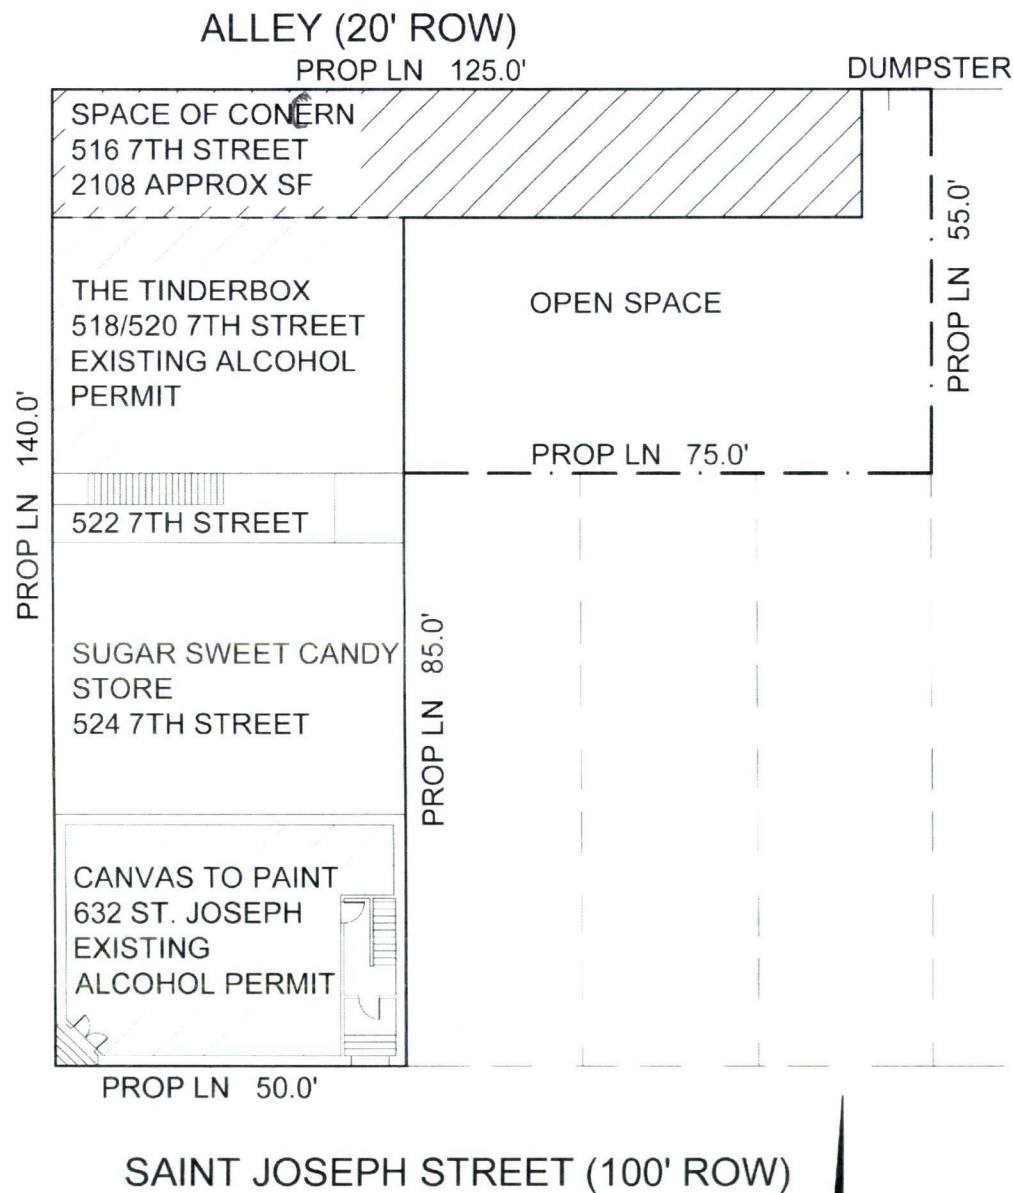 ALLEY (20' ROW)
PROP LN 125.0'
DUMPSTER
SPACE OF CONERN
516 7TH STREET
2108 APPROX SF
PROP LN 55.0'
THE TINDERBOX
518/520 7TH STREET
EXISTING ALCOHOL
PERMIT
OPEN SPACE
PROP LN 140.0'
PROP LN 75.0'
522 7TH STREET
SUGAR SWEET CANDY
STORE
524 7TH STREET
PROP LN 85.0'
CANVAS TO PAINT
632 ST. JOSEPH
EXISTING
ALCOHOL PERMIT
PROP LN 50.0'
SAINT JOSEPH STREET (100' ROW)